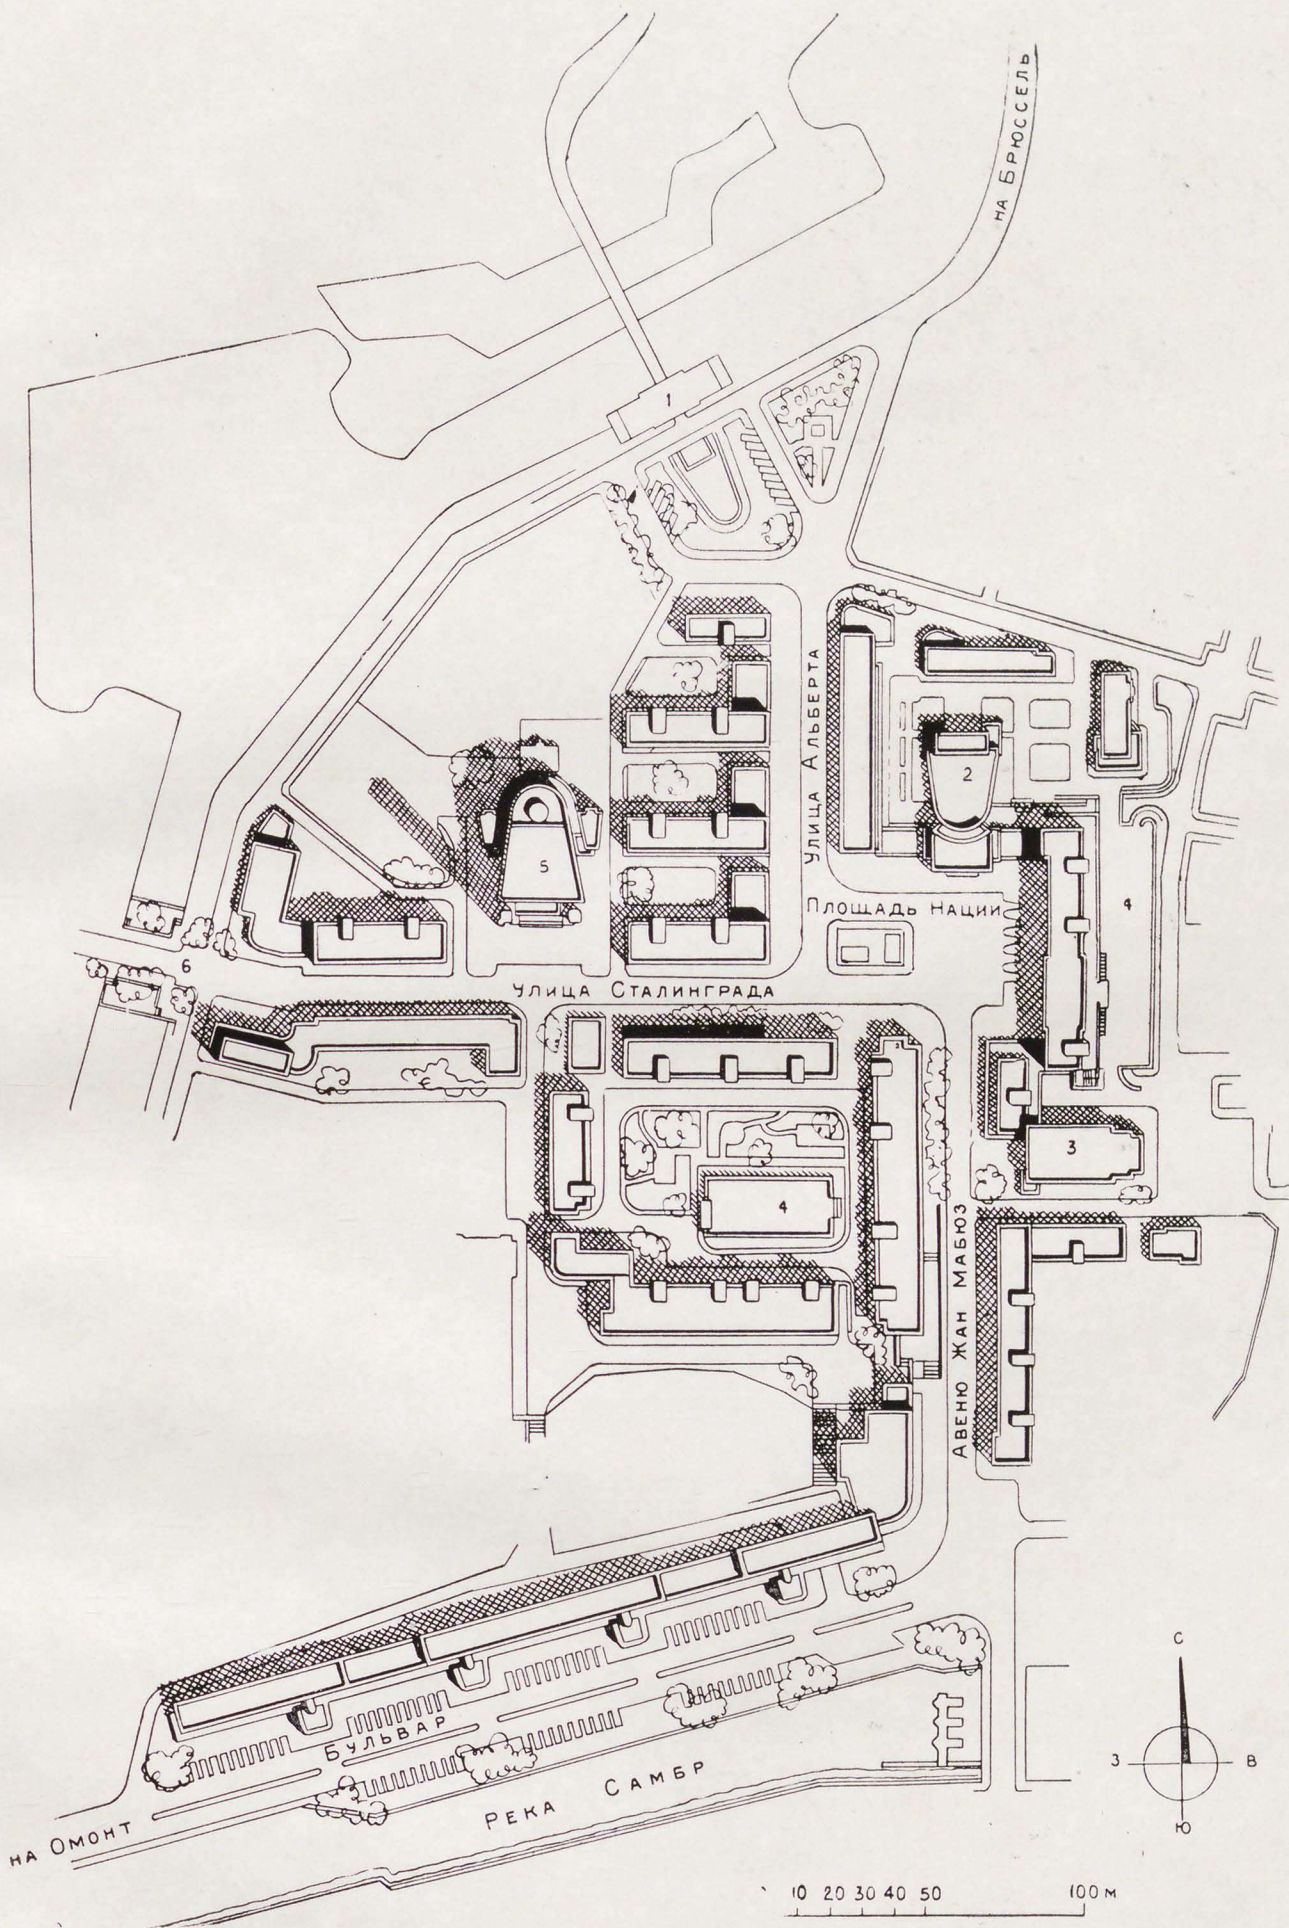 на Брюссель
1
Улица Альберта
2
4
5
Площадь Нации
6
Улица Сталинграда
3
4
Авеню Жан Мабюз
Бульвар
Река Самбр
на Омонт
С
З
В
Ю
10 20 30 40 50 100 м